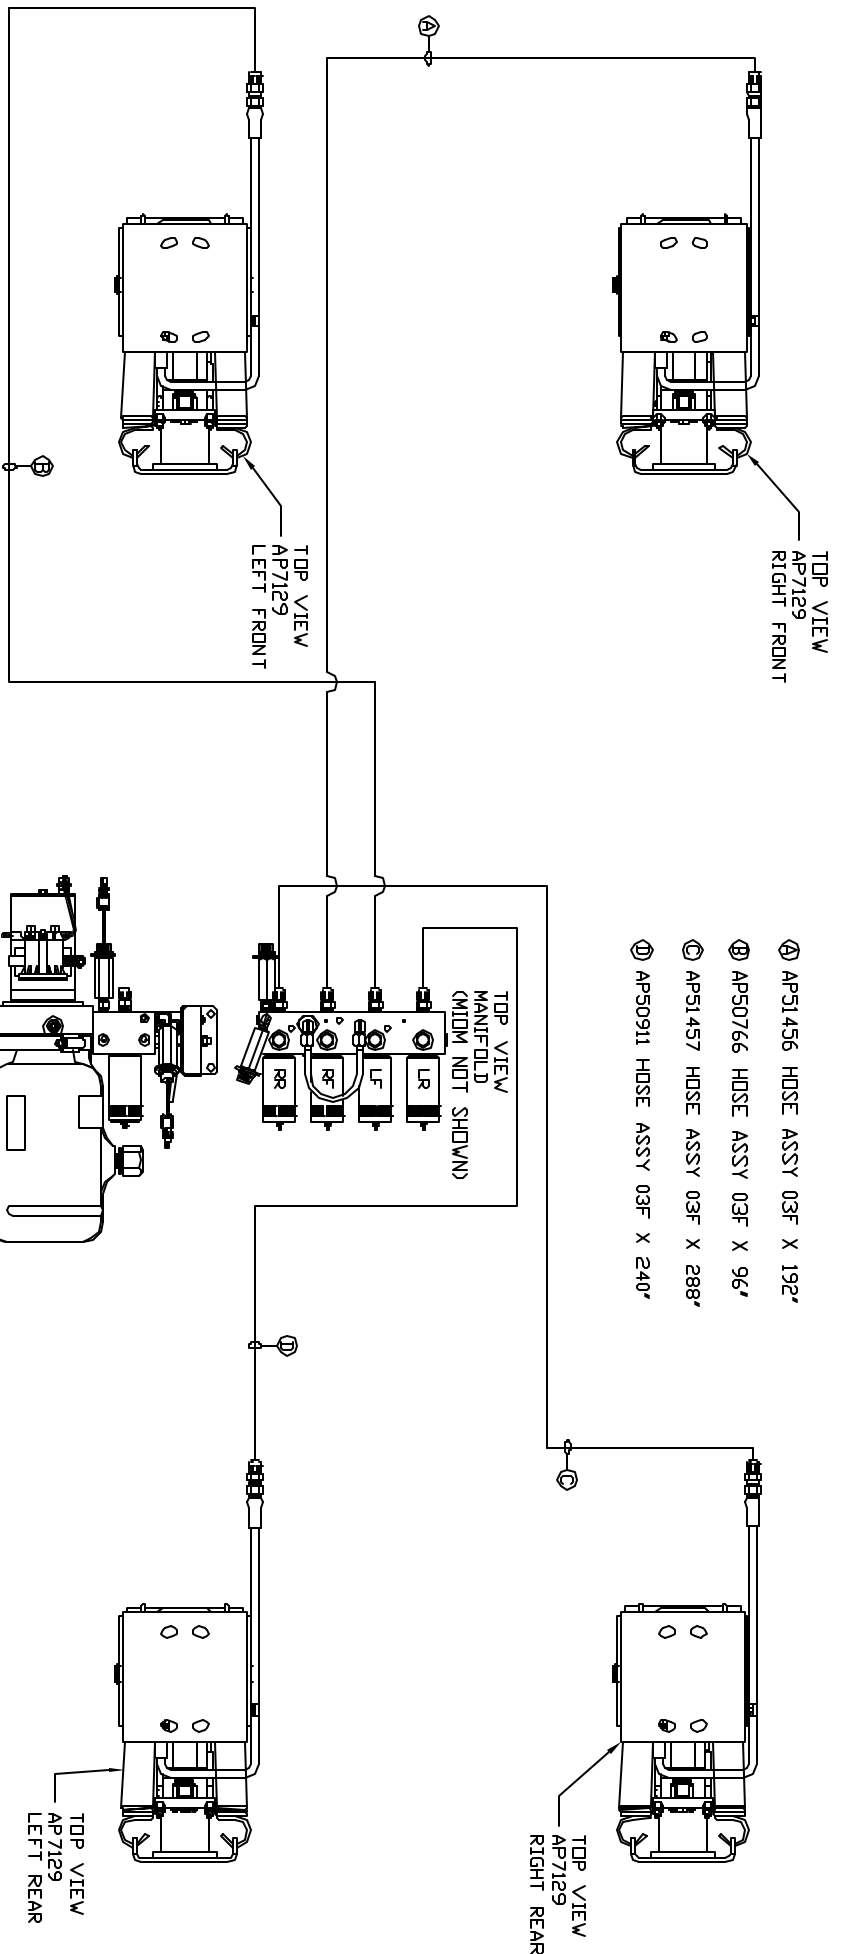 A
TOP VIEW
AP7129
RIGHT FRONT
TOP VIEW
AP7129
LEFT FRONT
B
A AP51456 HOSE ASSY 03F X 192"
B AP50766 HOSE ASSY 03F X 96"
C AP51457 HOSE ASSY 03F X 288"
D AP50911 HOSE ASSY 03F X 240"
TOP VIEW
MANIFOLD
(MIOM NOT SHOWN)
LR
LF
RF
RR
D
C
TOP VIEW
AP7129
RIGHT REAR
TOP VIEW
AP7129
LEFT REAR